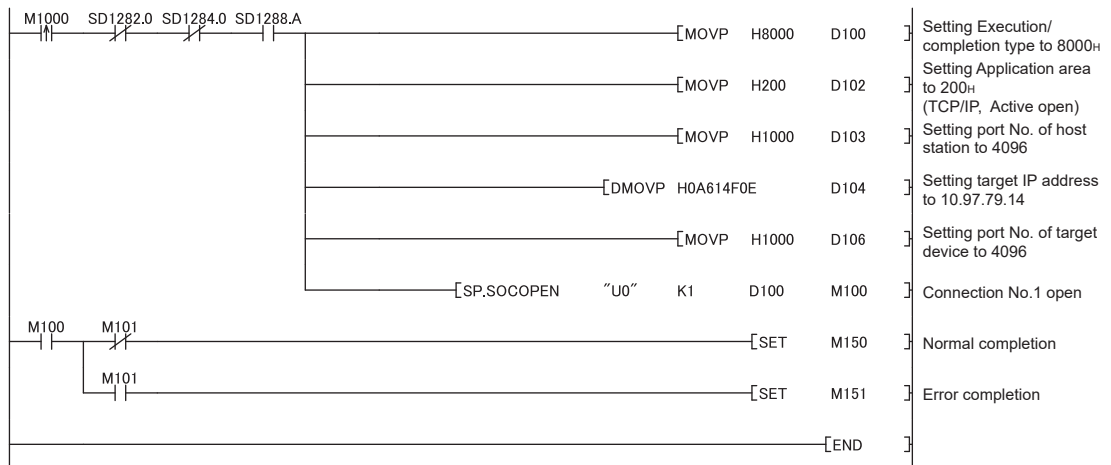 M1000 SD1282.0 SD1284.0 SD1288.A
MOVP H8000 D100
Setting Execution/
completion type to 8000H
MOVP H200 D102
Setting Application area
to 200H
(TCP/IP, Active open)
MOVP H1000 D103
Setting port No. of host
station to 4096
DMOVP H0A614F0E D104
Setting target IP address
to 10.97.79.14
MOVP H1000 D106
Setting port No. of target
device to 4096
SP.SOCOPEN "U0" K1 D100 M100
Connection No.1 open
M100 M101
SET M150
Normal completion
M101
SET M151
Error completion
END